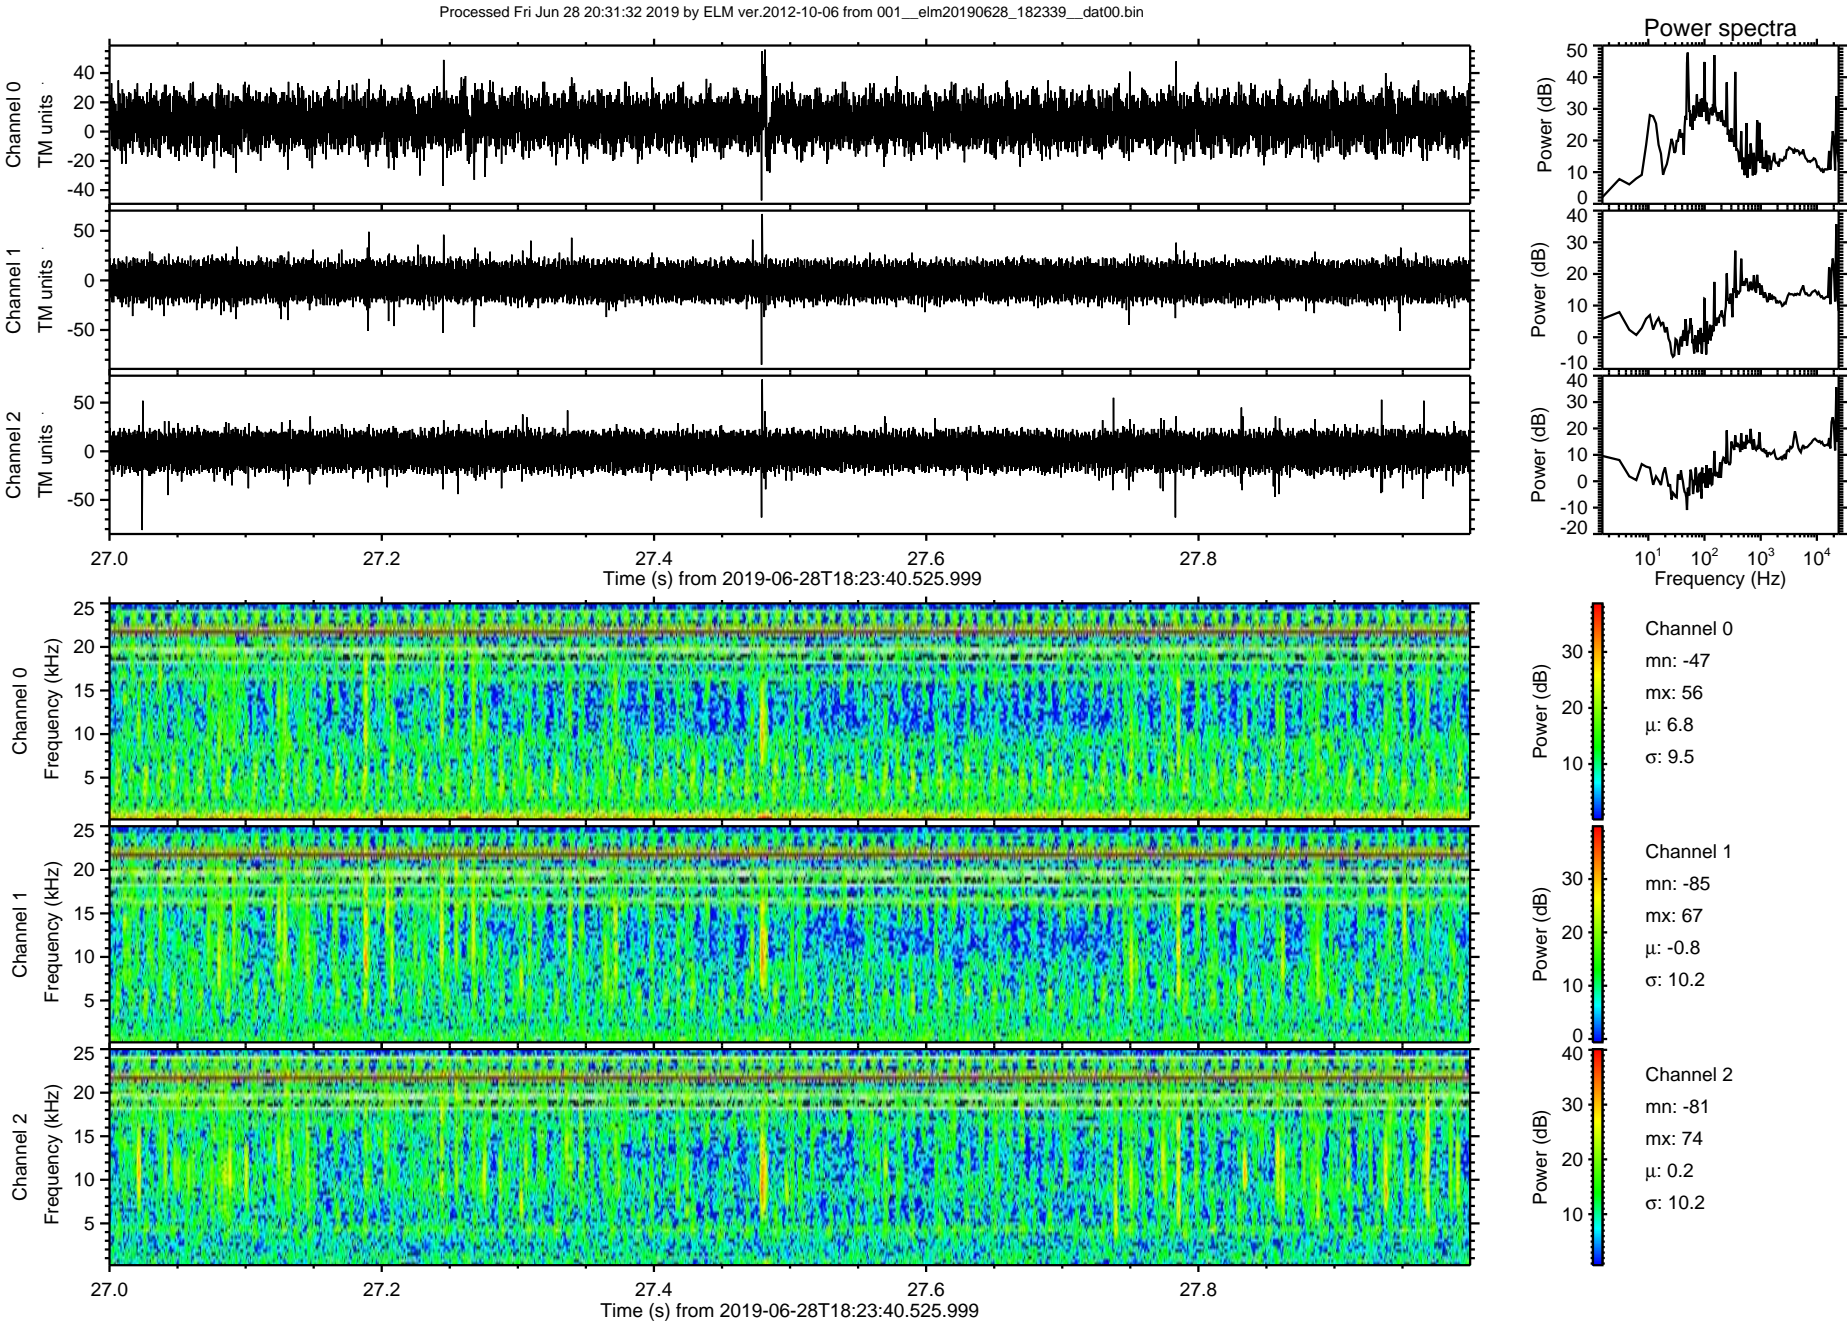 Processed Fri Jun 28 20:31:32 2019 by ELM ver.2012-10-06 from 001__elm20190628_182339__dat00.bin
Power spectra
Channel 0
TM units
40
20
0
-20
-40
Power (dB)
50
40
30
20
10
0
Channel 1
TM units
50
0
-50
Power (dB)
40
30
20
10
0
-10
Channel 2
TM units
50
0
-50
Power (dB)
40
30
20
10
0
-10
-20
27.0 27.2 27.4 27.6 27.8
Time (s) from 2019-06-28T18:23:40.525.999
10^1 10^2 10^3 10^4
Frequency (Hz)
Channel 0
Frequency (kHz)
25
20
15
10
5
Power (dB)
30
20
10
Channel 0
mn: -47
mx: 56
μ: 6.8
σ: 9.5
Channel 1
Frequency (kHz)
25
20
15
10
5
Power (dB)
30
20
10
0
Channel 1
mn: -85
mx: 67
μ: -0.8
σ: 10.2
Channel 2
Frequency (kHz)
25
20
15
10
5
Power (dB)
40
30
20
10
Channel 2
mn: -81
mx: 74
μ: 0.2
σ: 10.2
27.0 27.2 27.4 27.6 27.8
Time (s) from 2019-06-28T18:23:40.525.999